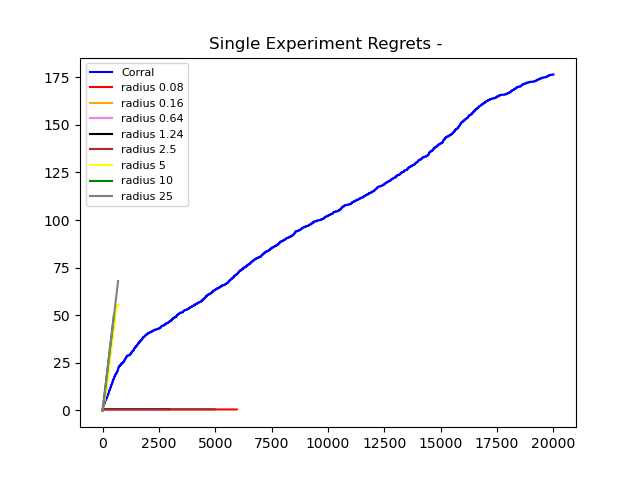 Single Experiment Regrets -
Corral
radius 0.08
radius 0.16
radius 0.64
radius 1.24
radius 2.5
radius 5
radius 10
radius 25
175
150
125
100
75
50
25
0
0 2500 5000 7500 10000 12500 15000 17500 20000